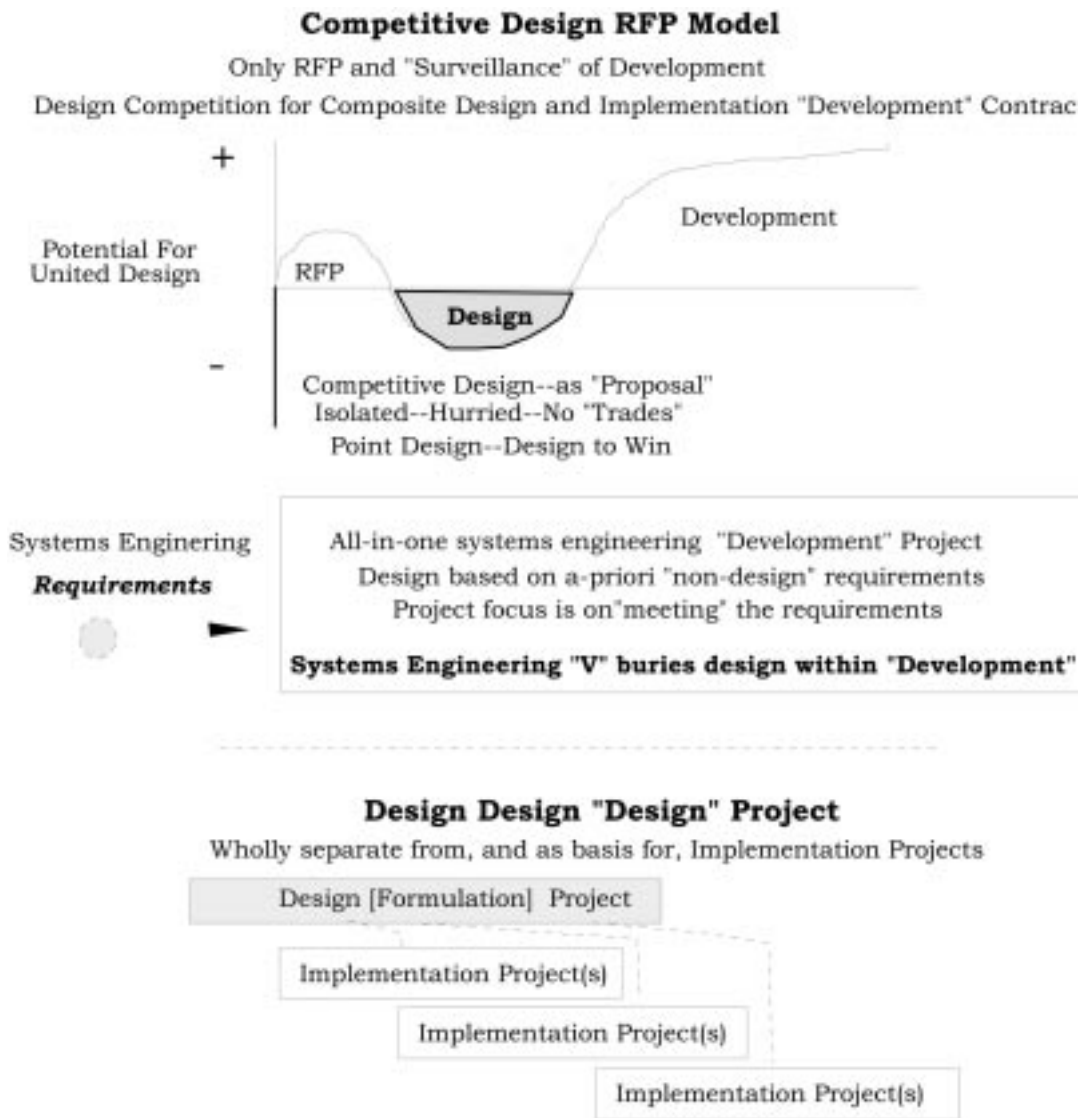 Competitive Design RFP Model
Only RFP and "Surveillance" of Development
Design Competition for Composite Design and Implementation "Development" Contrac
+
Development
Potential For
United Design
RFP
Design
-
Competitive Design--as "Proposal"
Isolated--Hurried--No "Trades"
Point Design--Design to Win
Systems Enginering
Requirements
All-in-one systems engineering "Development" Project
Design based on a-priori "non-design" requirements
Project focus is on"meeting" the requirements
Systems Engineering "V" buries design within "Development"
Design Design "Design" Project
Wholly separate from, and as basis for, Implementation Projects
Design [Formulation] Project
Implementation Project(s)
Implementation Project(s)
Implementation Project(s)